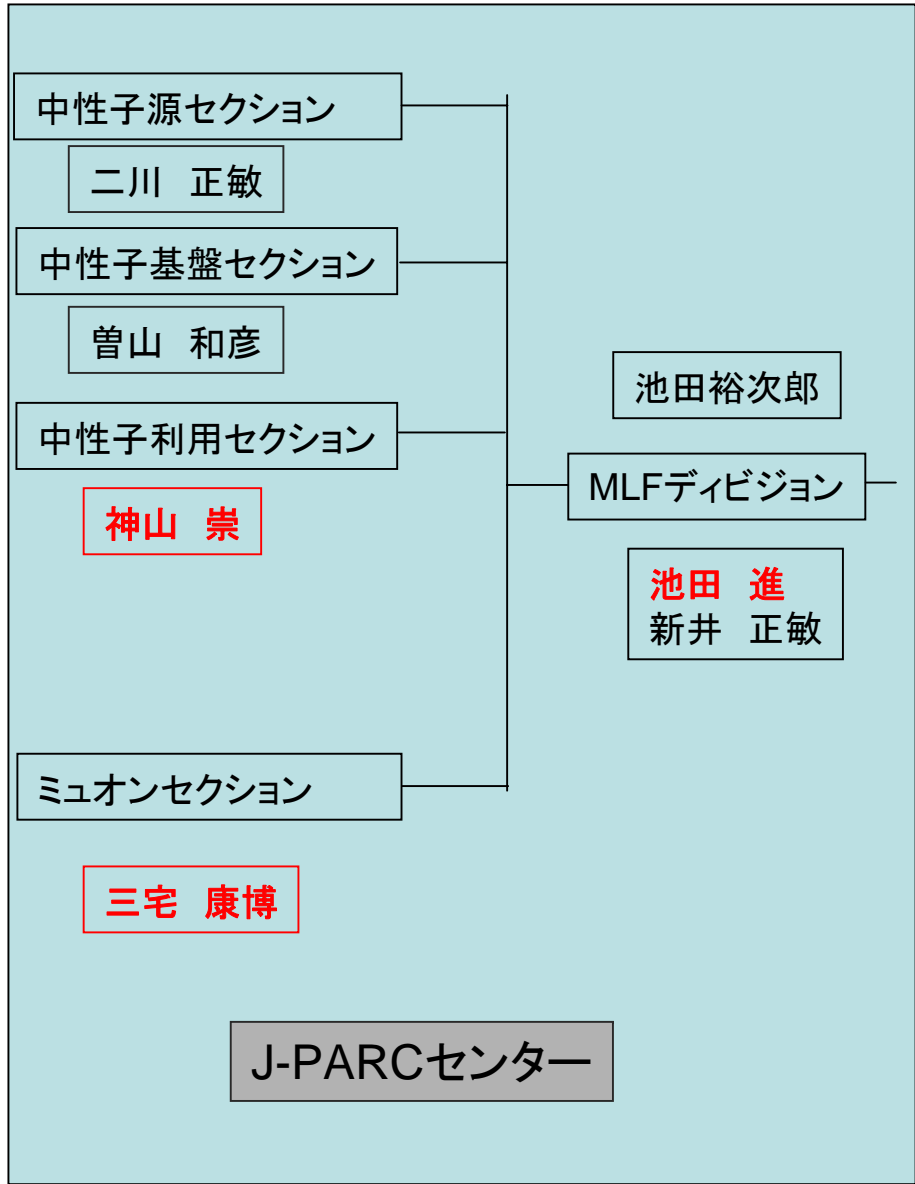 中性子源セクション
二川　正敏
中性子基盤セクション
曽山　和彦
中性子利用セクション
神山　崇
ミュオンセクション
三宅　康博
池田裕次郎
MLFディビジョン
池田　進
新井　正敏
J-PARCセンター